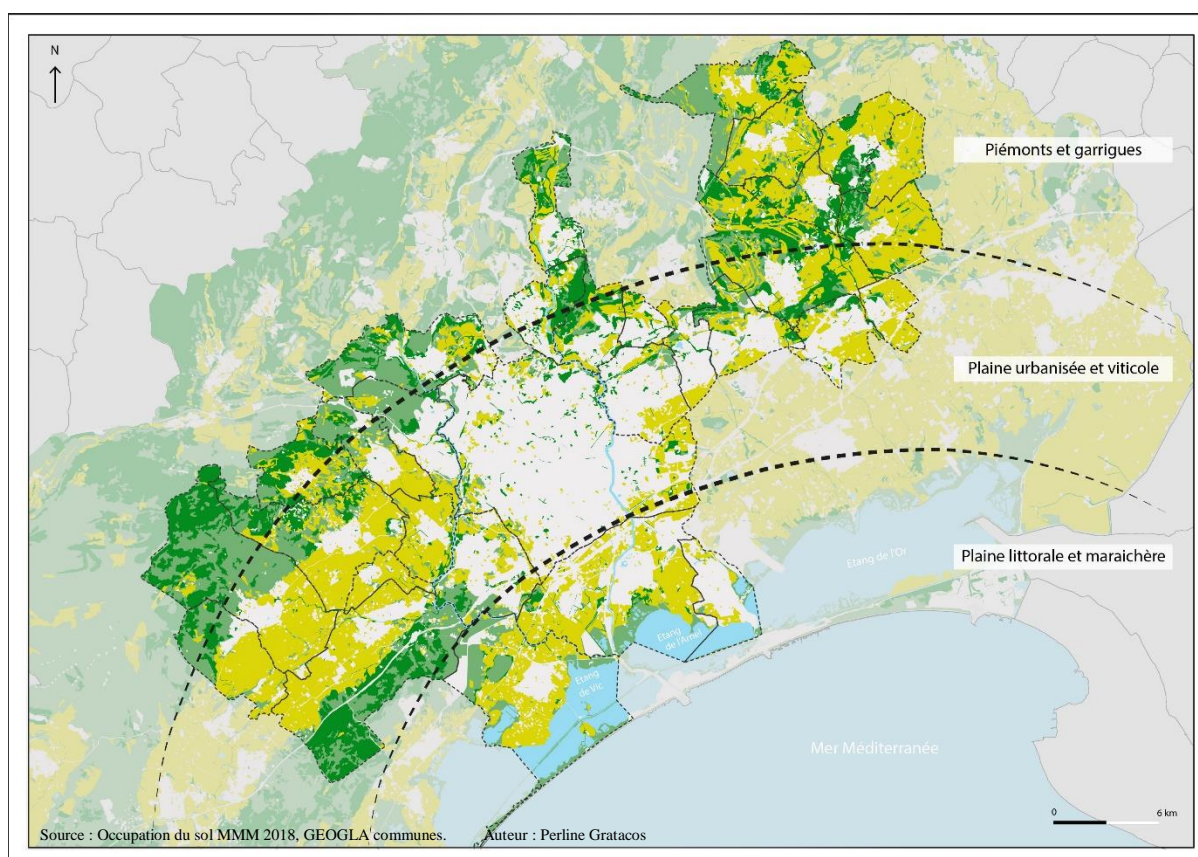 N
Piémonts et garrigues
Plaine urbanisée et viticole
Plaine littorale et maraichère
Etang de l'Or
Etang
de l'Arnel
Etang
de Vic
Mer Méditerranée
0 6 km
Source : Occupation du sol MMM 2018, GEOGLA communes. Auteur : Perline Gratacos